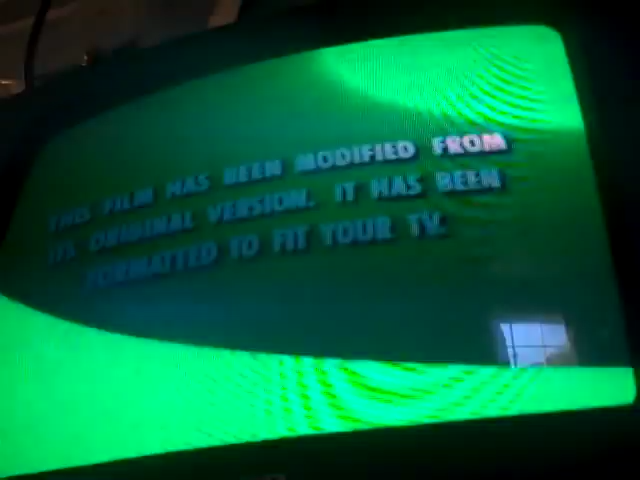 THIS FILM HAS BEEN MODIFIED FROM
ITS ORIGINAL VERSION. IT HAS BEEN
FORMATTED TO FIT YOUR TV.